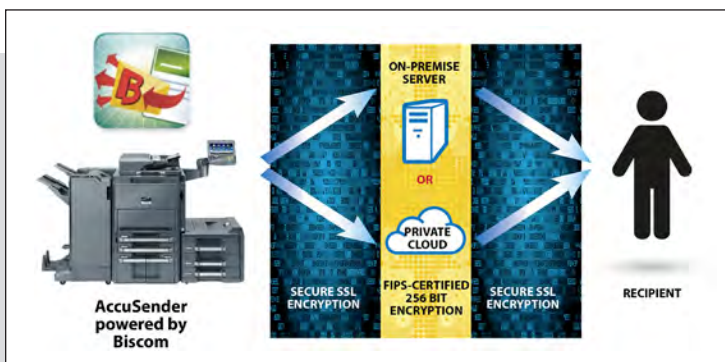 B
AccuSender
powered by
Biscom
ON-PREMISE
SERVER
OR
PRIVATE
CLOUD
SECURE SSL
ENCRYPTION
FIPS-CERTIFIED
256 BIT
ENCRYPTION
SECURE SSL
ENCRYPTION
RECIPIENT